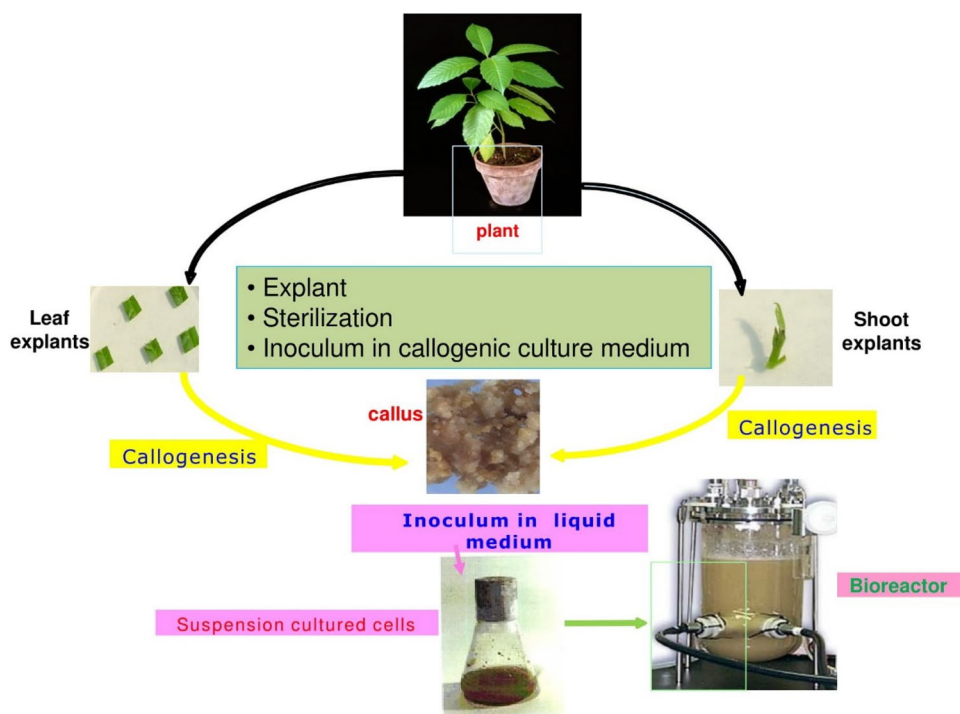 plant
• Explant
• Sterilization
• Inoculum in callogenic culture medium
Leaf
explants
Shoot
explants
callus
Callogenesis
Callogenesis
Inoculum in liquid
medium
Bioreactor
Suspension cultured cells